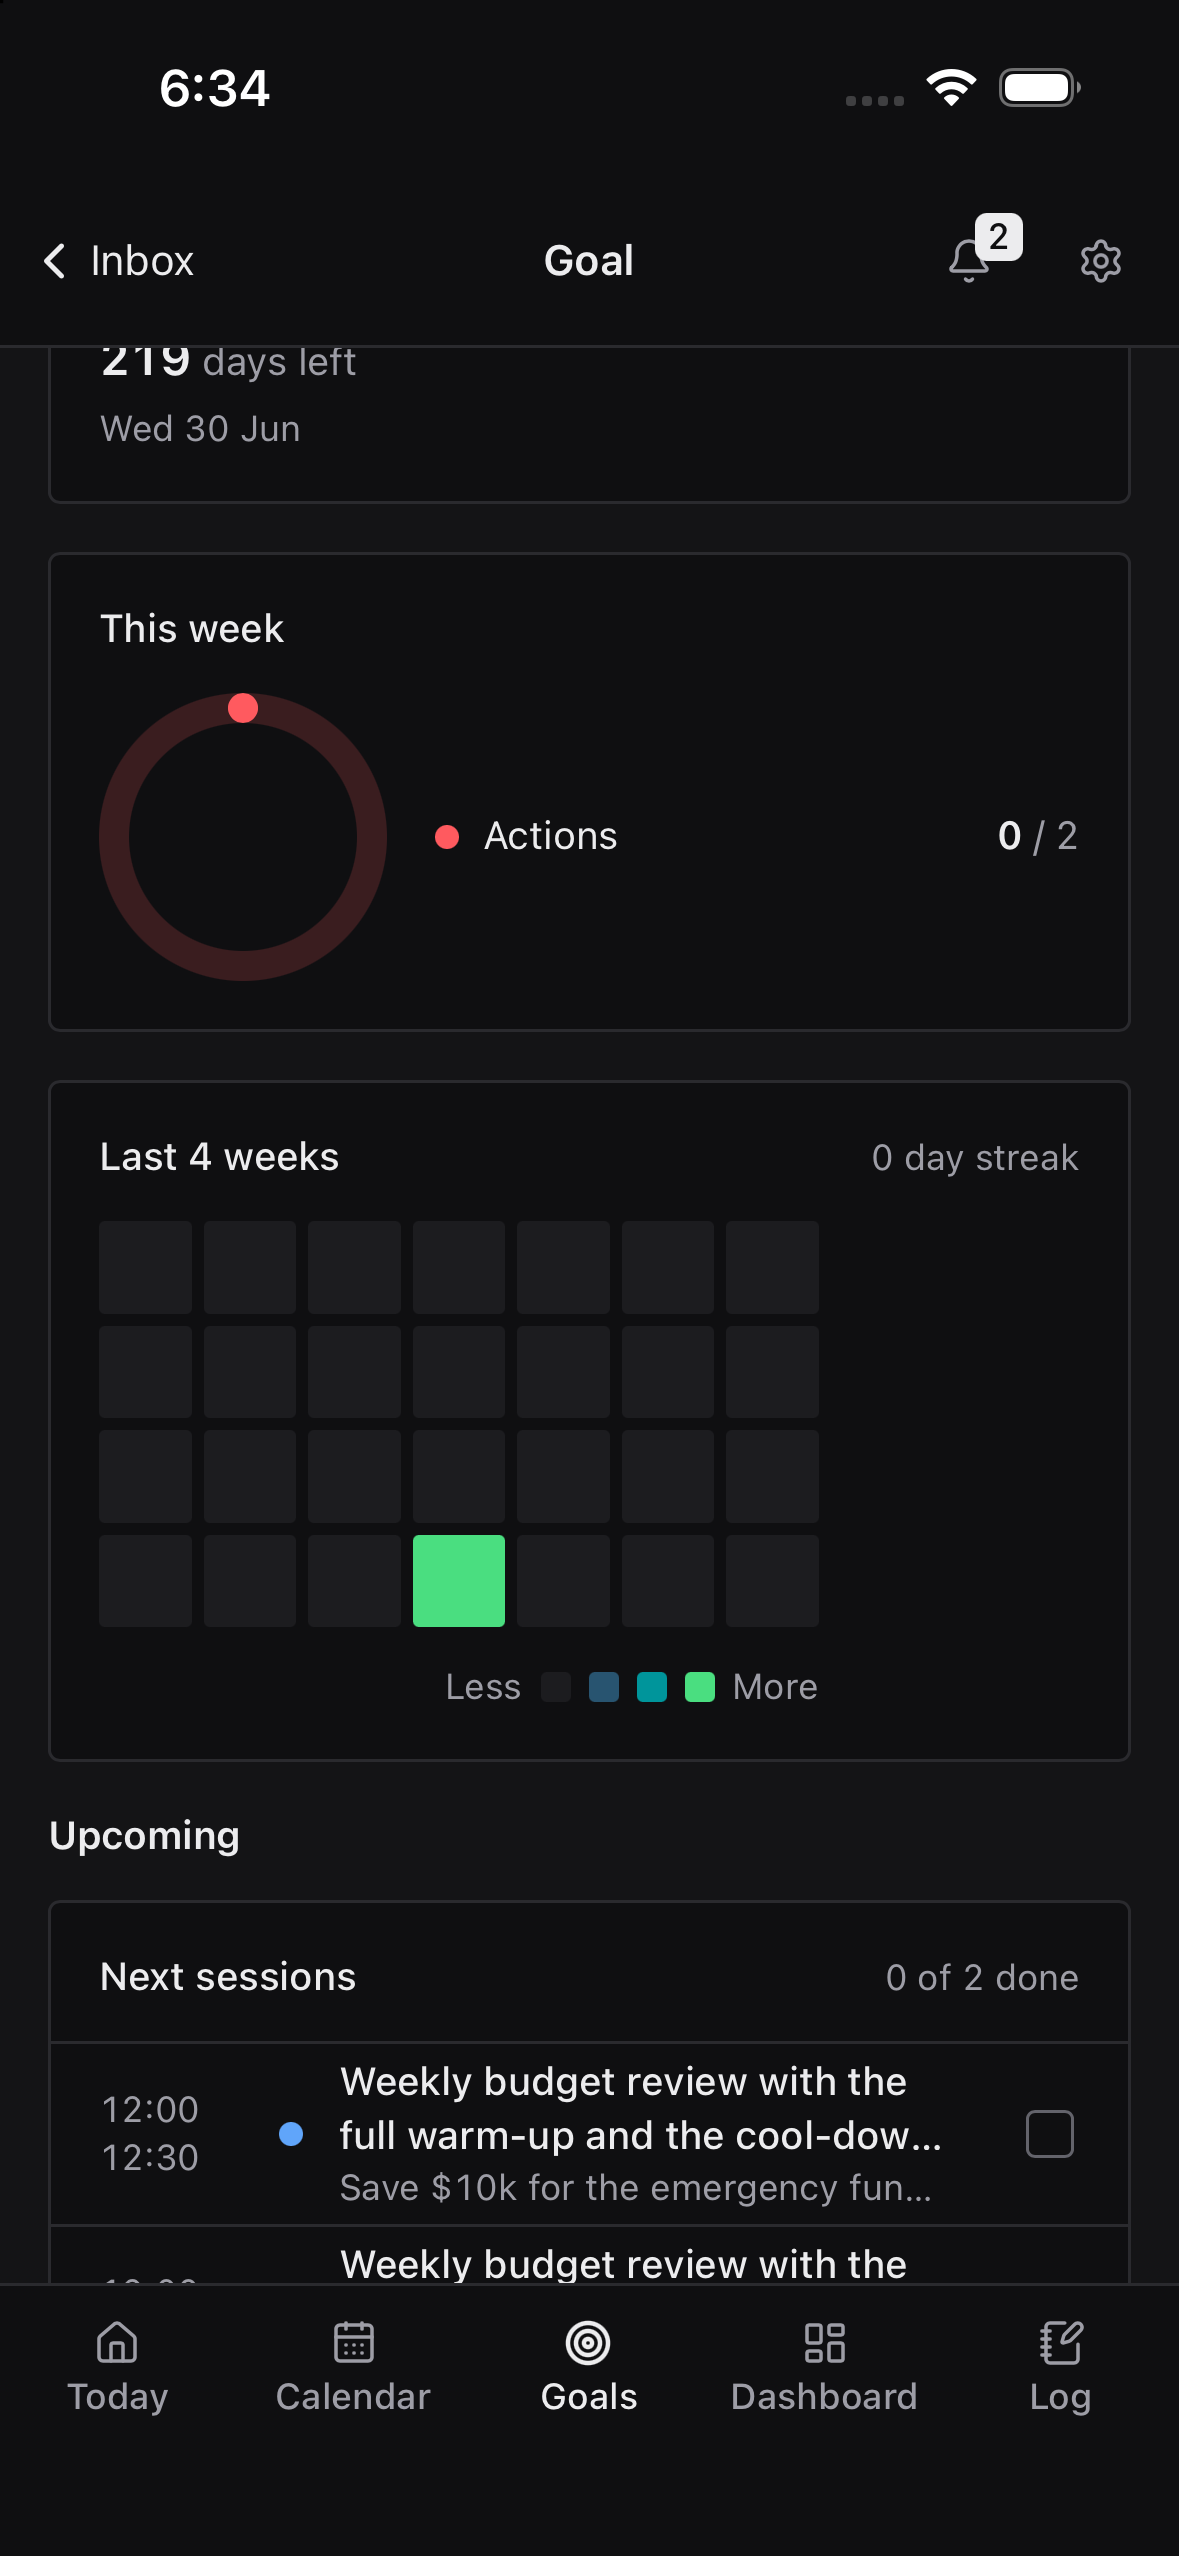 6:34
Inbox
Goal
2
219 days left
Wed 30 Jun
This week
Actions
0 / 2
Last 4 weeks
0 day streak
Less
More
Upcoming
Next sessions
0 of 2 done
12:00
12:30
Weekly budget review with the
full warm-up and the cool-dow...
Save $10k for the emergency fun...
Weekly budget review with the
Today
Calendar
Goals
Dashboard
Log